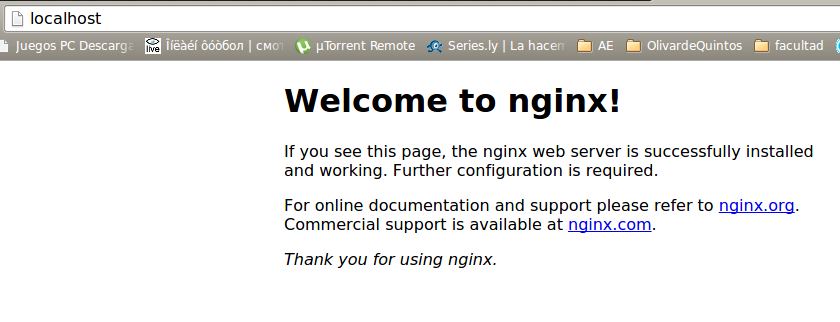 localhost
Juegos PC Descarga
live Îíëàéí ôóòбол | смот
µTorrent Remote
Series.ly | La hacem
AE
OlivardeQuintos
facultad
Welcome to nginx!
If you see this page, the nginx web server is successfully installed
and working. Further configuration is required.
For online documentation and support please refer to nginx.org.
Commercial support is available at nginx.com.
Thank you for using nginx.